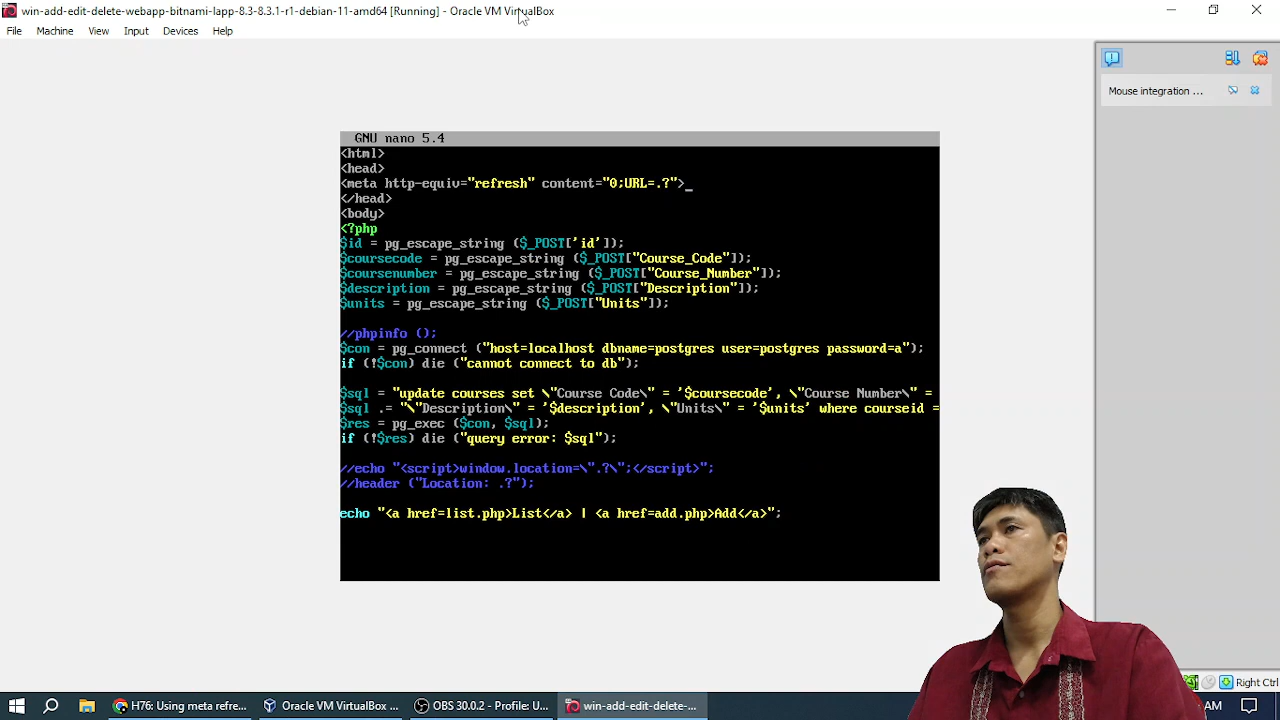 win-add-edit-delete-webapp-bitnami-lapp-8.3-8.3.1-r1-debian-11-amd64 [Running] - Oracle VM VirtualBox
File Machine View Input Devices Help
Mouse integration ...
GNU nano 5.4
<html>
<head>
<meta http-equiv="refresh" content="0;URL=.?">_
</head>
<body>
<?php
$id = pg_escape_string ($_POST['id']);
$coursecode = pg_escape_string ($_POST["Course_Code"]);
$coursenumber = pg_escape_string ($_POST["Course_Number"]);
$description = pg_escape_string ($_POST["Description"]);
$units = pg_escape_string ($_POST["Units"]);
//phpinfo ();
$con = pg_connect ("host=localhost dbname=postgres user=postgres password=a");
if (!$con) die ("cannot connect to db");
$sql = "update courses set \"Course Code\" = '$coursecode', \"Course Number\" =
$sql .= "\"Description\" = '$description', \"Units\" = '$units' where courseid =
$res = pg_exec ($con, $sql);
if (!$res) die ("query error: $sql");
//echo "<script>window.location=\".?\";</script>";
//header ("Location: .?");
echo "<a href=list.php>List</a> | <a href=add.php>Add</a>";
Right Ctrl
H76: Using meta refre... Oracle VM VirtualBox ... OBS 30.0.2 - Profile: U... win-add-edit-delete-... AM